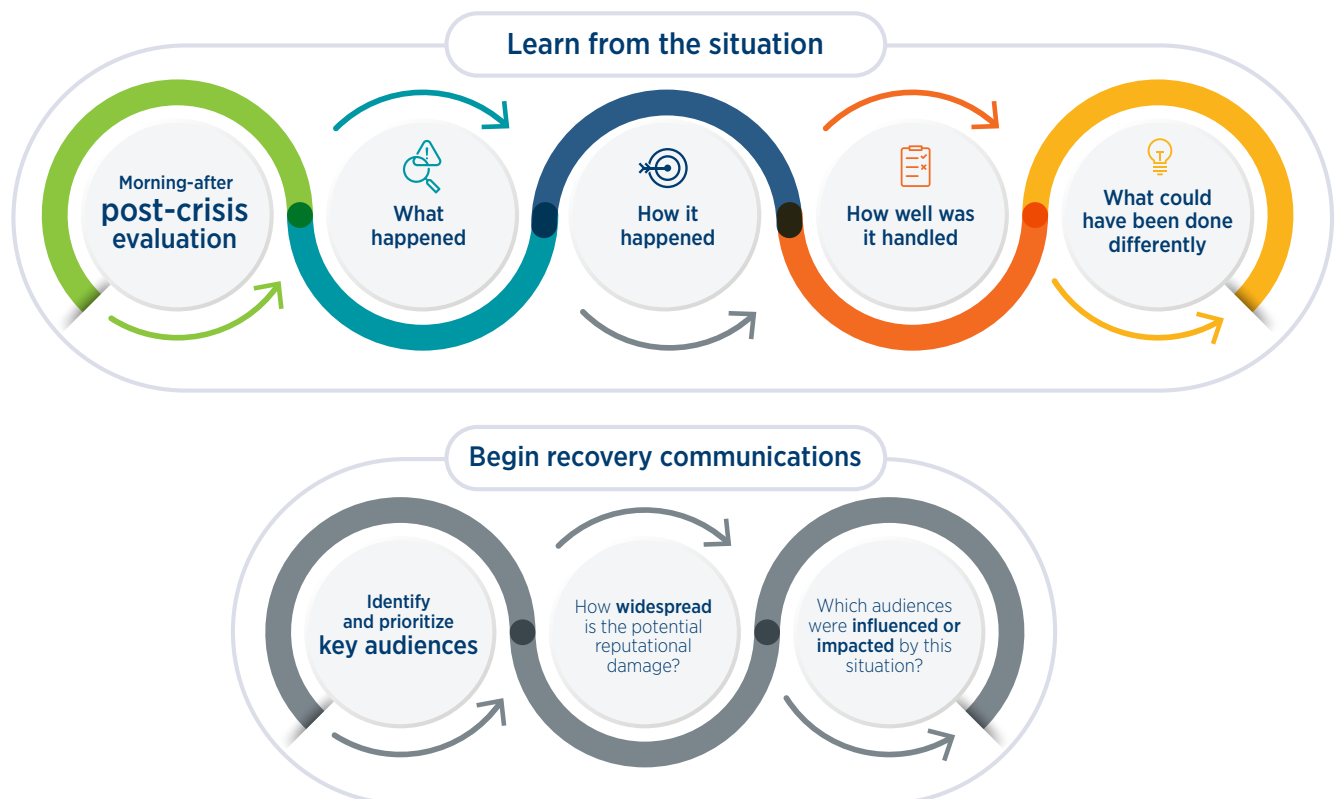 Learn from the situation
Morning-after
post-crisis
evaluation
What
happened
How it
happened
How well was
it handled
What could
have been done
differently
Begin recovery communications
Identify
and prioritize
key audiences
How widespread
is the potential
reputational
damage?
Which audiences
were influenced or
impacted by this
situation?